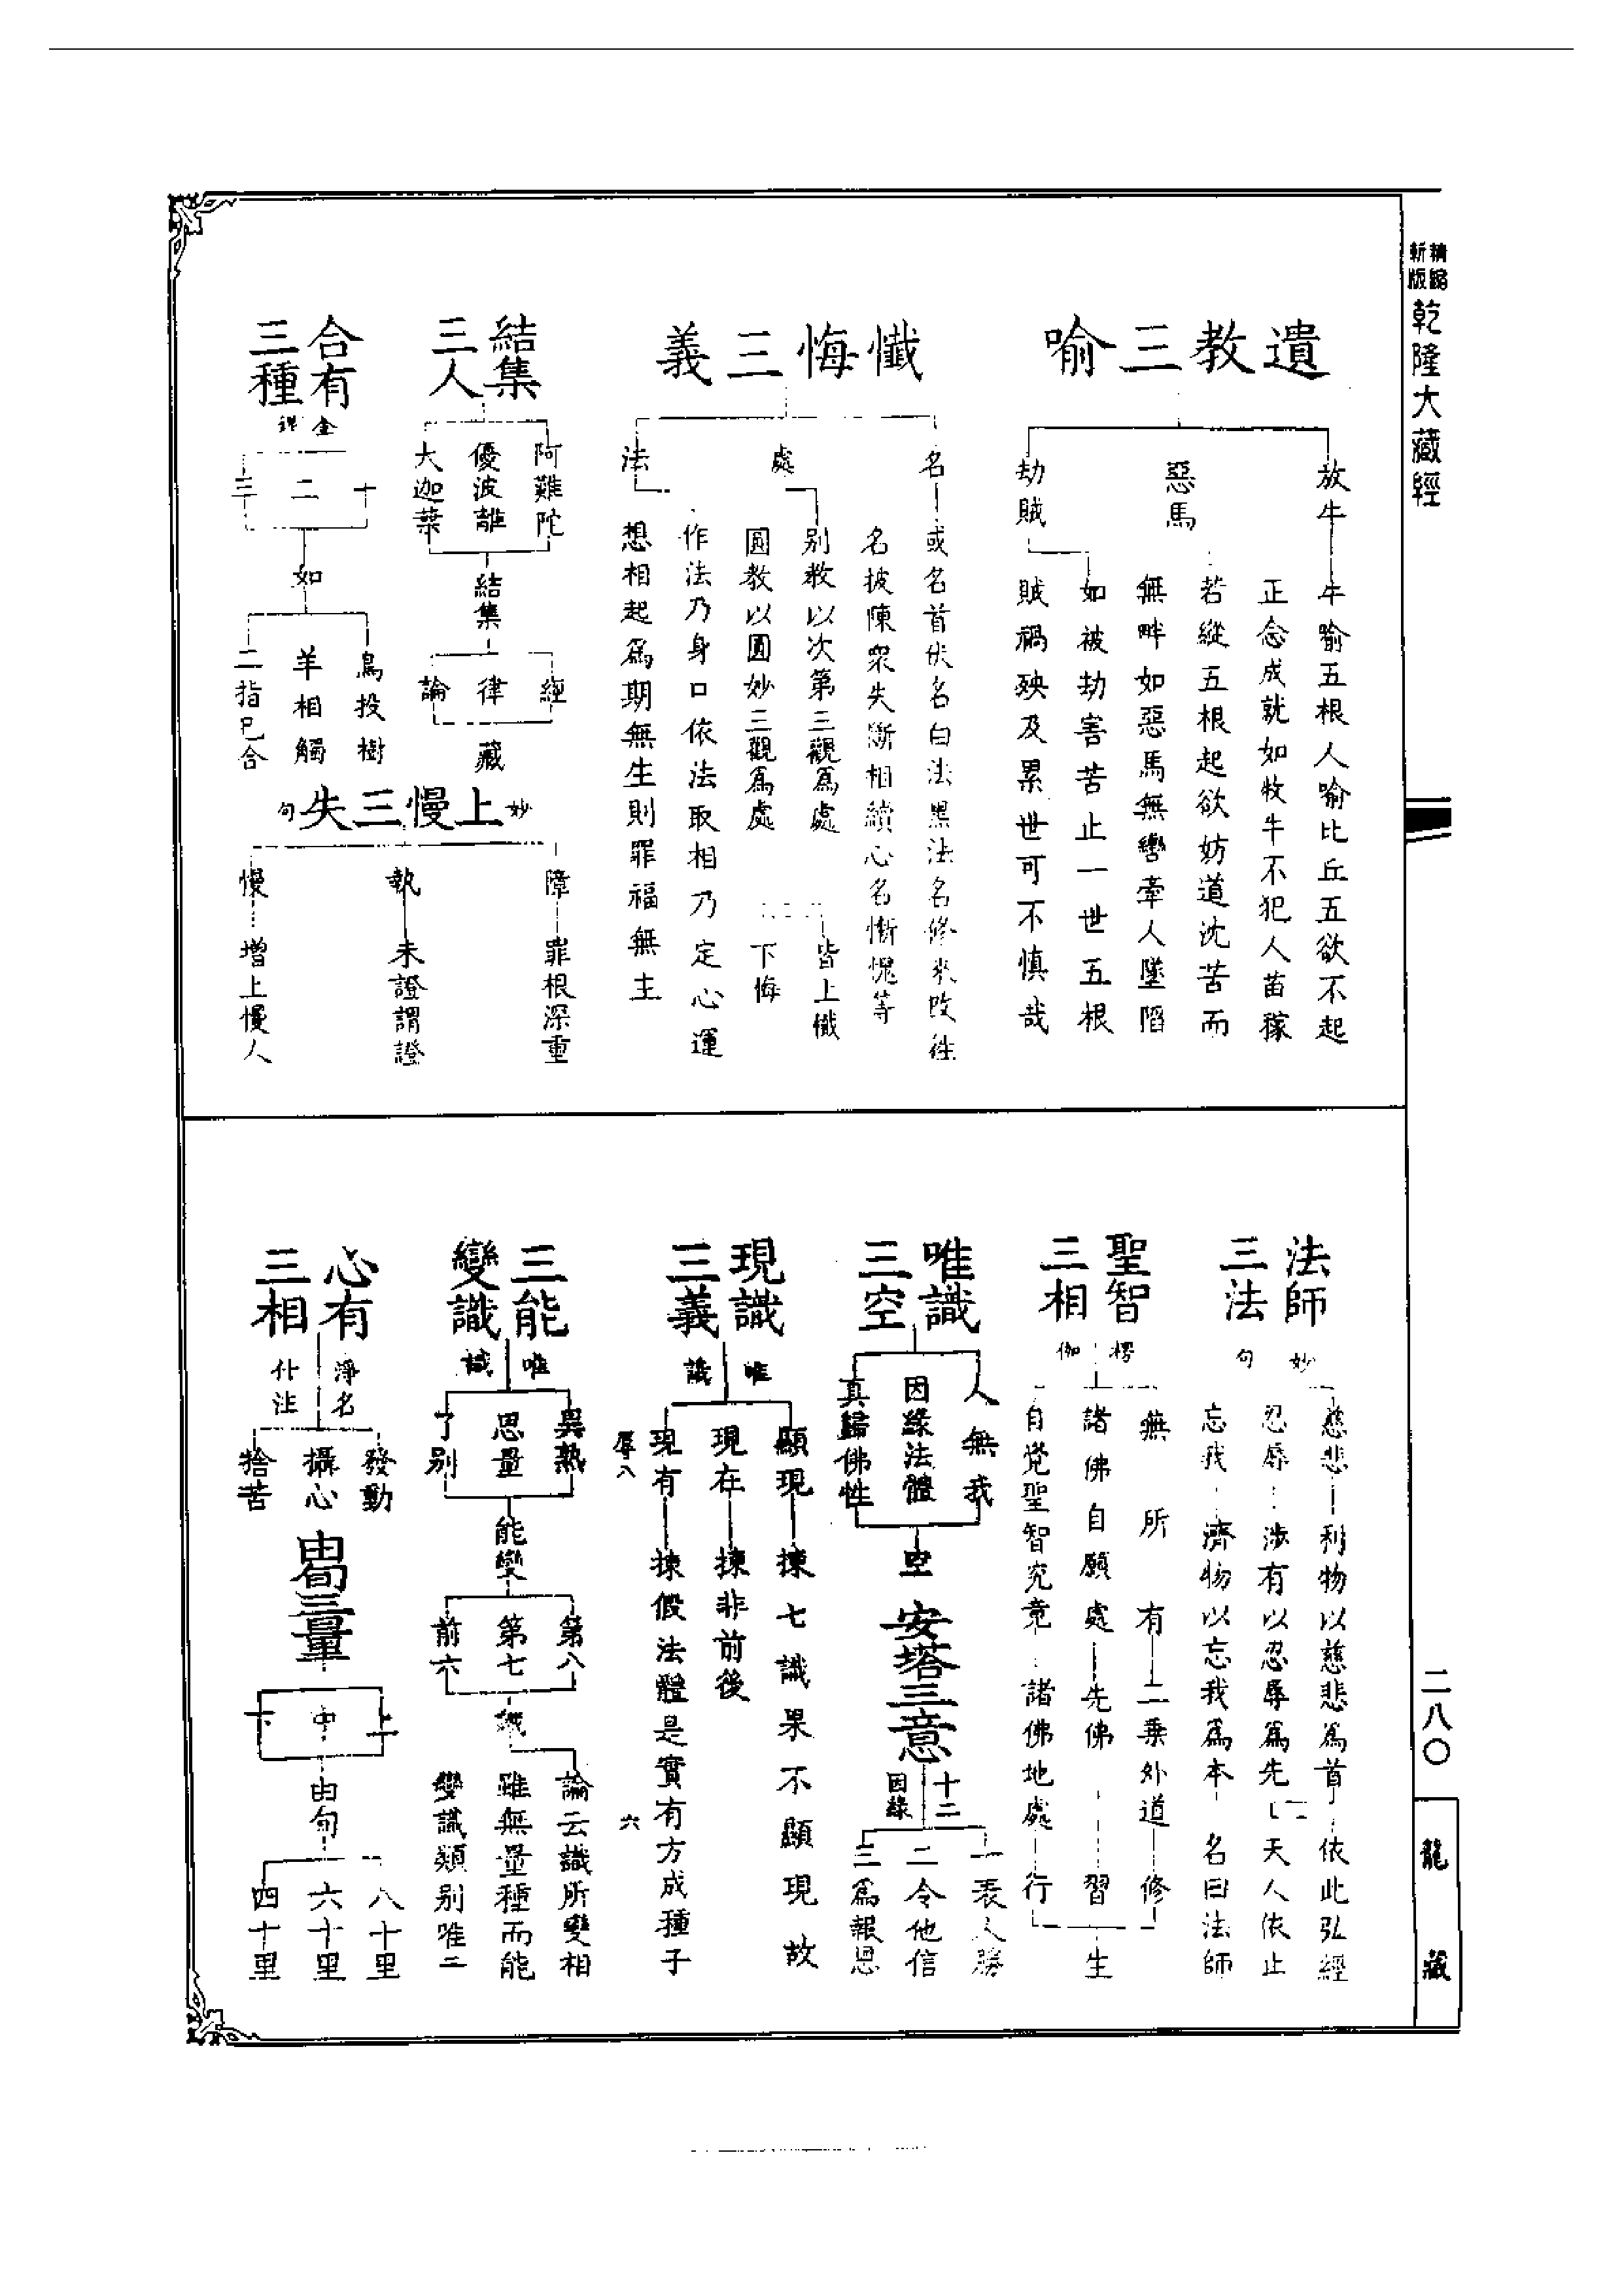 精縮
新版
乾隆大藏經
二八〇
龍藏
遺教三喻
放牛
牛喻五根人喻比丘五欲不起
正念成就如牧牛不犯人苗稼
惡馬
若縱五根起欲妨道沈苦而
無畔如惡馬無轡牽人墜陷
劫賊
如被劫害苦止一世五根
賊禍殃及累世可不慎哉
懺悔三義
名
或名首伏名白法黑法名修來改往
名披陳眾失斷相續心名慚愧等
處
別教以次第三觀為處
圓教以圓妙三觀為處
皆上懺
下悔
法
作法乃身口依法取相乃定心運
想相起為期無生則罪福無主
結集
三人
阿難陀
優波離
大迦葉
結集
經
律
論
藏
合有
三種
十
二
三
如
鳥投樹
羊相觸
二指已合
上慢三失
妙
句
障
罪根深重
執
未證謂證
慢
增上慢人
法師
三法
妙
句
慈悲
利物以慈悲為首
依此弘經
忍辱
涉有以忍辱為先
天人依止
忘我
濟物以忘我為本
名曰法師
聖智
三相
楞
伽
無所有
二乘外道
修
諸佛自願處
先佛
習
自覺聖智究竟
諸佛地處
行
生
唯識
三空
人無我
因緣法體
真歸佛性
空
安塔三意
十二
因緣
一表人勝
二令他信
三為報恩
現識
三義
唯
識
顯現
揀七識果不顯現故
現在
揀非前後
現有
揀假法體是實有方成種子
辱八
六
三能
變識
唯
識
異熟
思量
了別
能變
第八
第七
前六
識
論云識所變相
雖無量種而能
變識類別唯三
心有
三相
淨名
什注
發動
攝心
捨苦
由旬三量
上
中
下
由旬
八十里
六十里
四十里